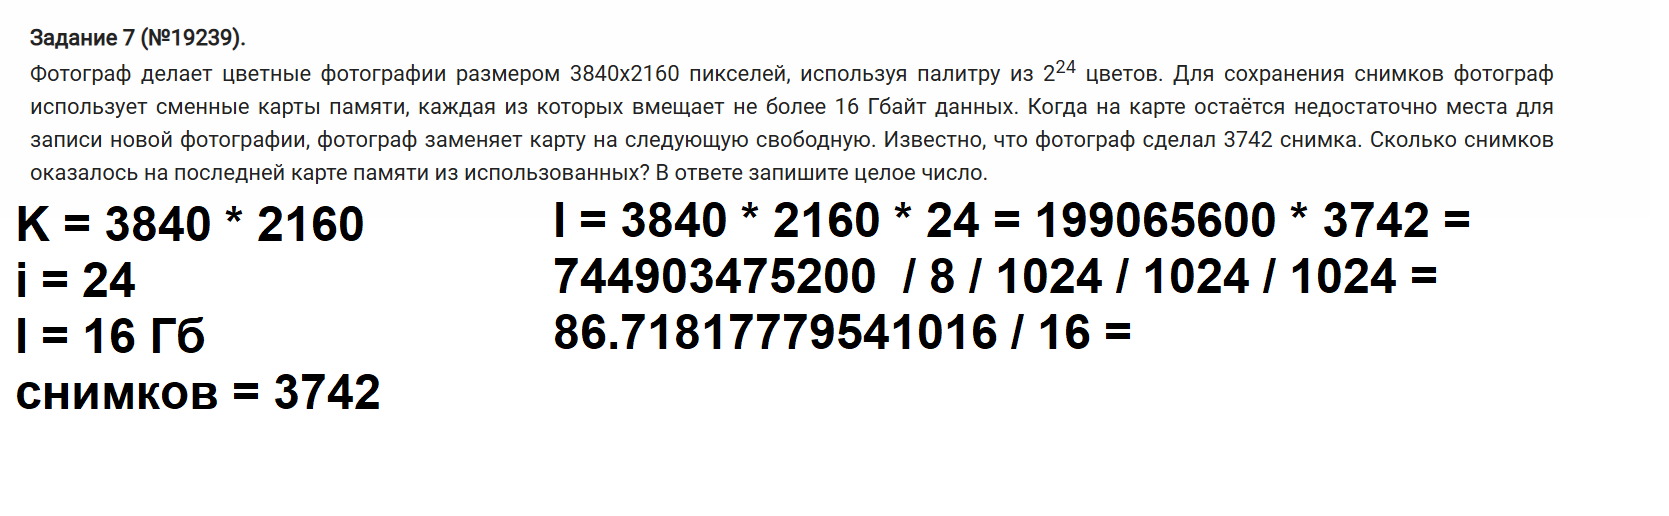 Задание 7 (№19239).
Фотограф делает цветные фотографии размером 3840x2160 пикселей, используя палитру из 2²⁴ цветов. Для сохранения снимков фотограф
использует сменные карты памяти, каждая из которых вмещает не более 16 Гбайт данных. Когда на карте остаётся недостаточно места для
записи новой фотографии, фотограф заменяет карту на следующую свободную. Известно, что фотограф сделал 3742 снимка. Сколько снимков
оказалось на последней карте памяти из использованных? В ответе запишите целое число.
K = 3840 * 2160
i = 24
I = 16 Гб
снимков = 3742
I = 3840 * 2160 * 24 = 199065600 * 3742 =
744903475200 / 8 / 1024 / 1024 / 1024 =
86.71817779541016 / 16 =